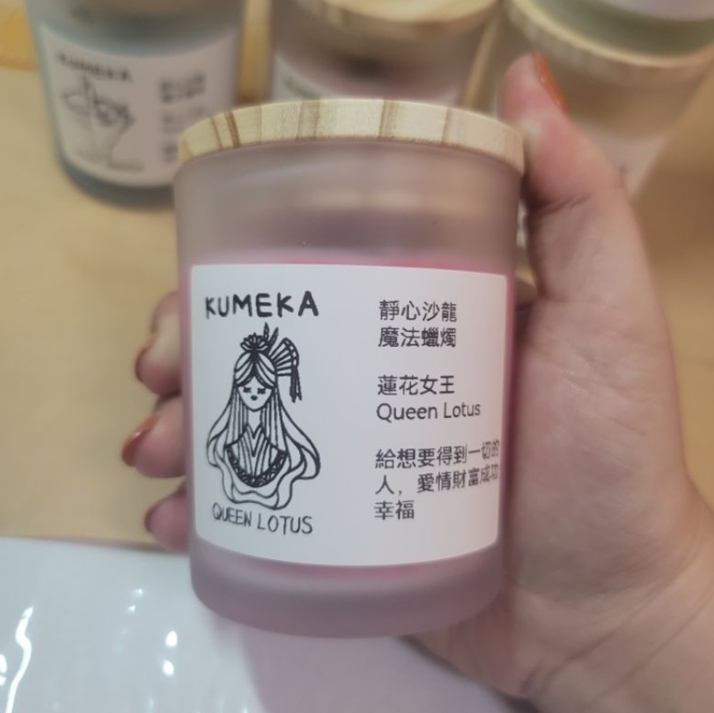 KUMEKA
KUMEKA
QUEEN LOTUS
靜心沙龍
魔法蠟燭
蓮花女王
Queen Lotus
給想要得到一切的
人，愛情財富成功
幸福